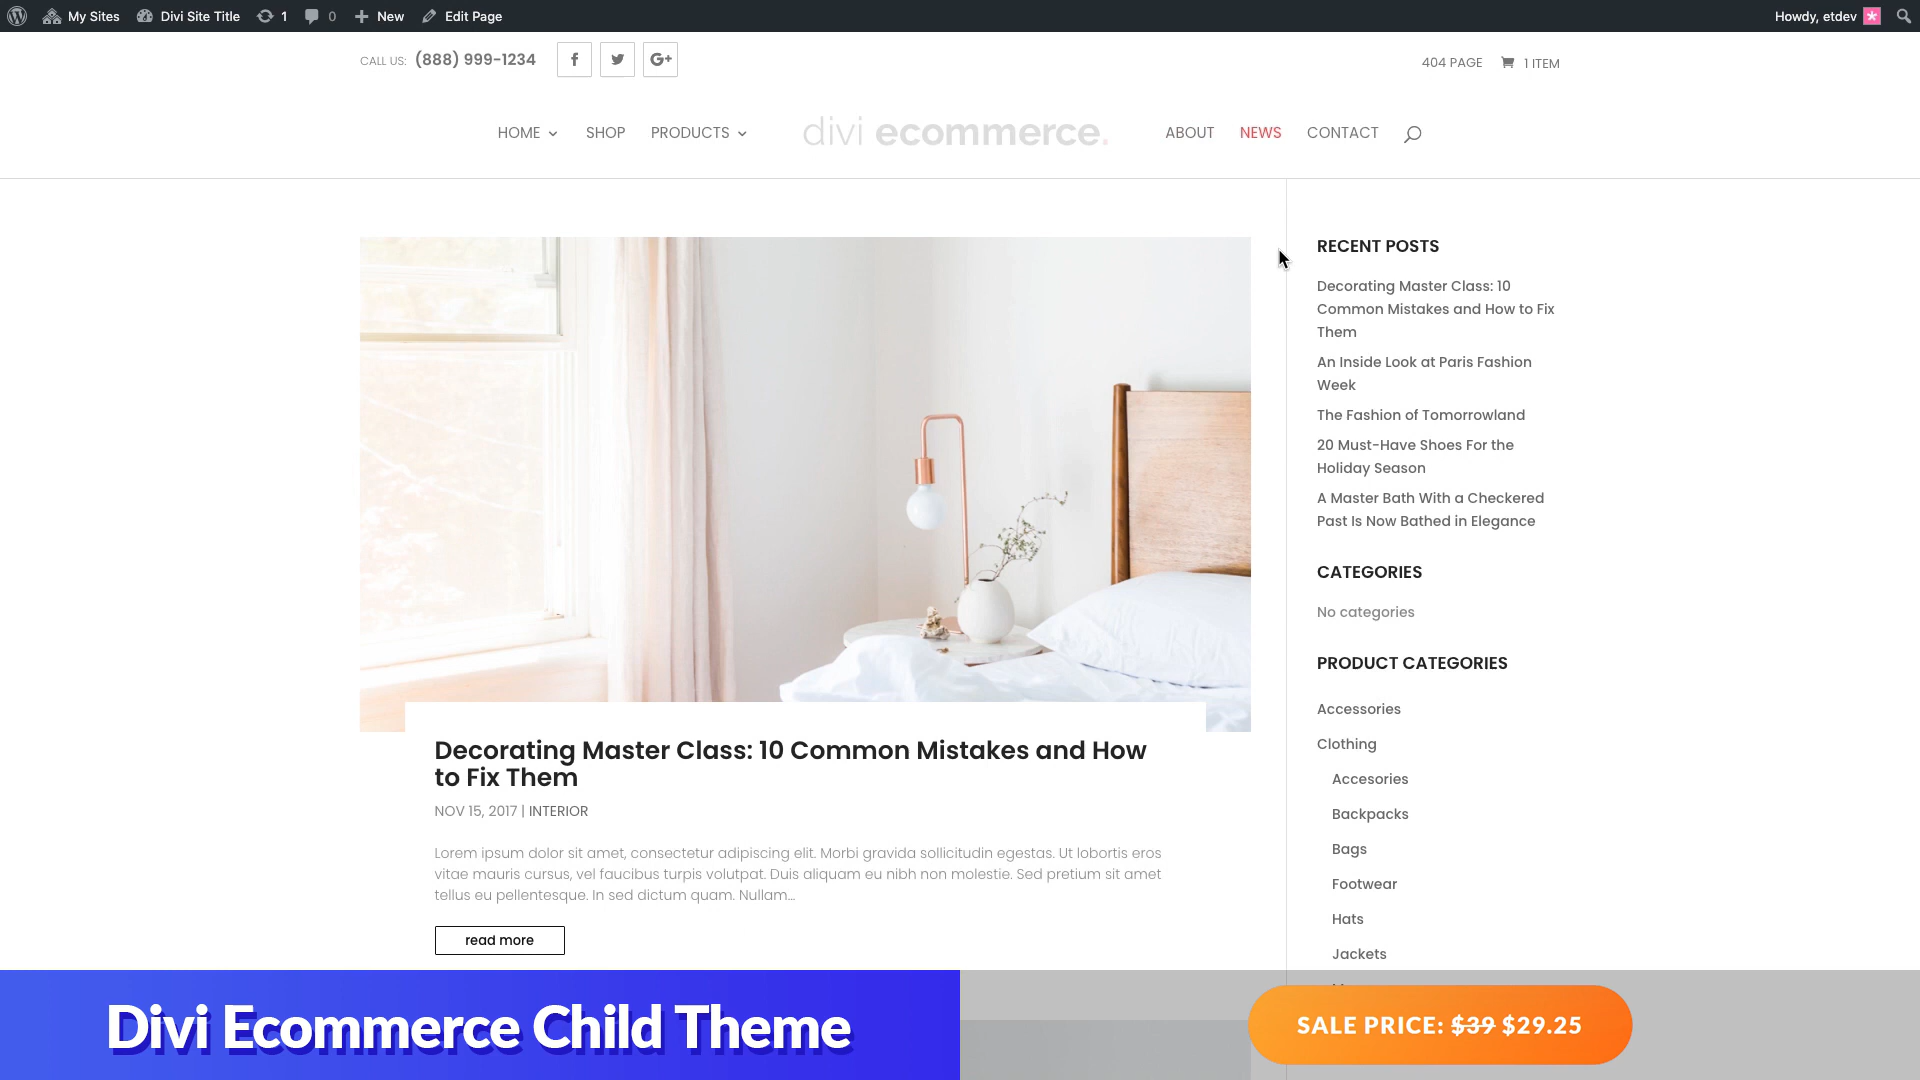 My Sites Divi Site Title 1 0 New Edit Page Howdy, etdev
CALL US: (888) 999-1234 f G+ 404 PAGE 1 ITEM
HOME SHOP PRODUCTS divi ecommerce. ABOUT NEWS CONTACT
Decorating Master Class: 10 Common Mistakes and How
to Fix Them
NOV 15, 2017 | INTERIOR
Lorem ipsum dolor sit amet, consectetur adipiscing elit. Morbi gravida sollicitudin egestas. Ut lobortis eros
vitae mauris cursus, vel faucibus turpis volutpat. Duis aliquam eu nibh non molestie. Sed pretium sit amet
tellus eu pellentesque. In sed dictum quam. Nullam...
read more
RECENT POSTS
Decorating Master Class: 10
Common Mistakes and How to Fix
Them
An Inside Look at Paris Fashion
Week
The Fashion of Tomorrowland
20 Must-Have Shoes For the
Holiday Season
A Master Bath With a Checkered
Past Is Now Bathed in Elegance
CATEGORIES
No categories
PRODUCT CATEGORIES
Accessories
Clothing
Accesories
Backpacks
Bags
Footwear
Hats
Jackets
Divi Ecommerce Child Theme
SALE PRICE: $39 $29.25